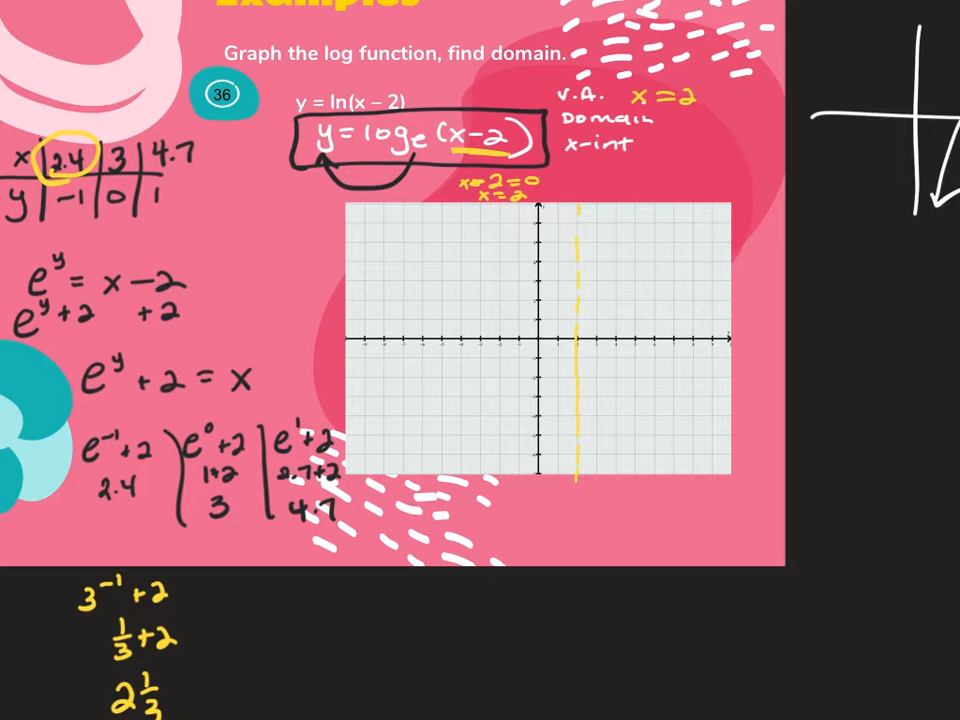 Examples
Graph the log function, find domain.
36
y = ln(x – 2)
y = logₑ (x-2)
x-2=0
x=2
V.A. x=2
Domain
x-int
x | 2.4 | 3 | 4.7
y | -1 | 0 | 1
e^y = x-2
e^y+2 +2
e^y + 2 = x
e^-1+2 | e^0+2 | e^1+2
2.4 | 1+2 | 2.7+2
3 | 4.7
3^-1 + 2
1/3 + 2
2 1/3